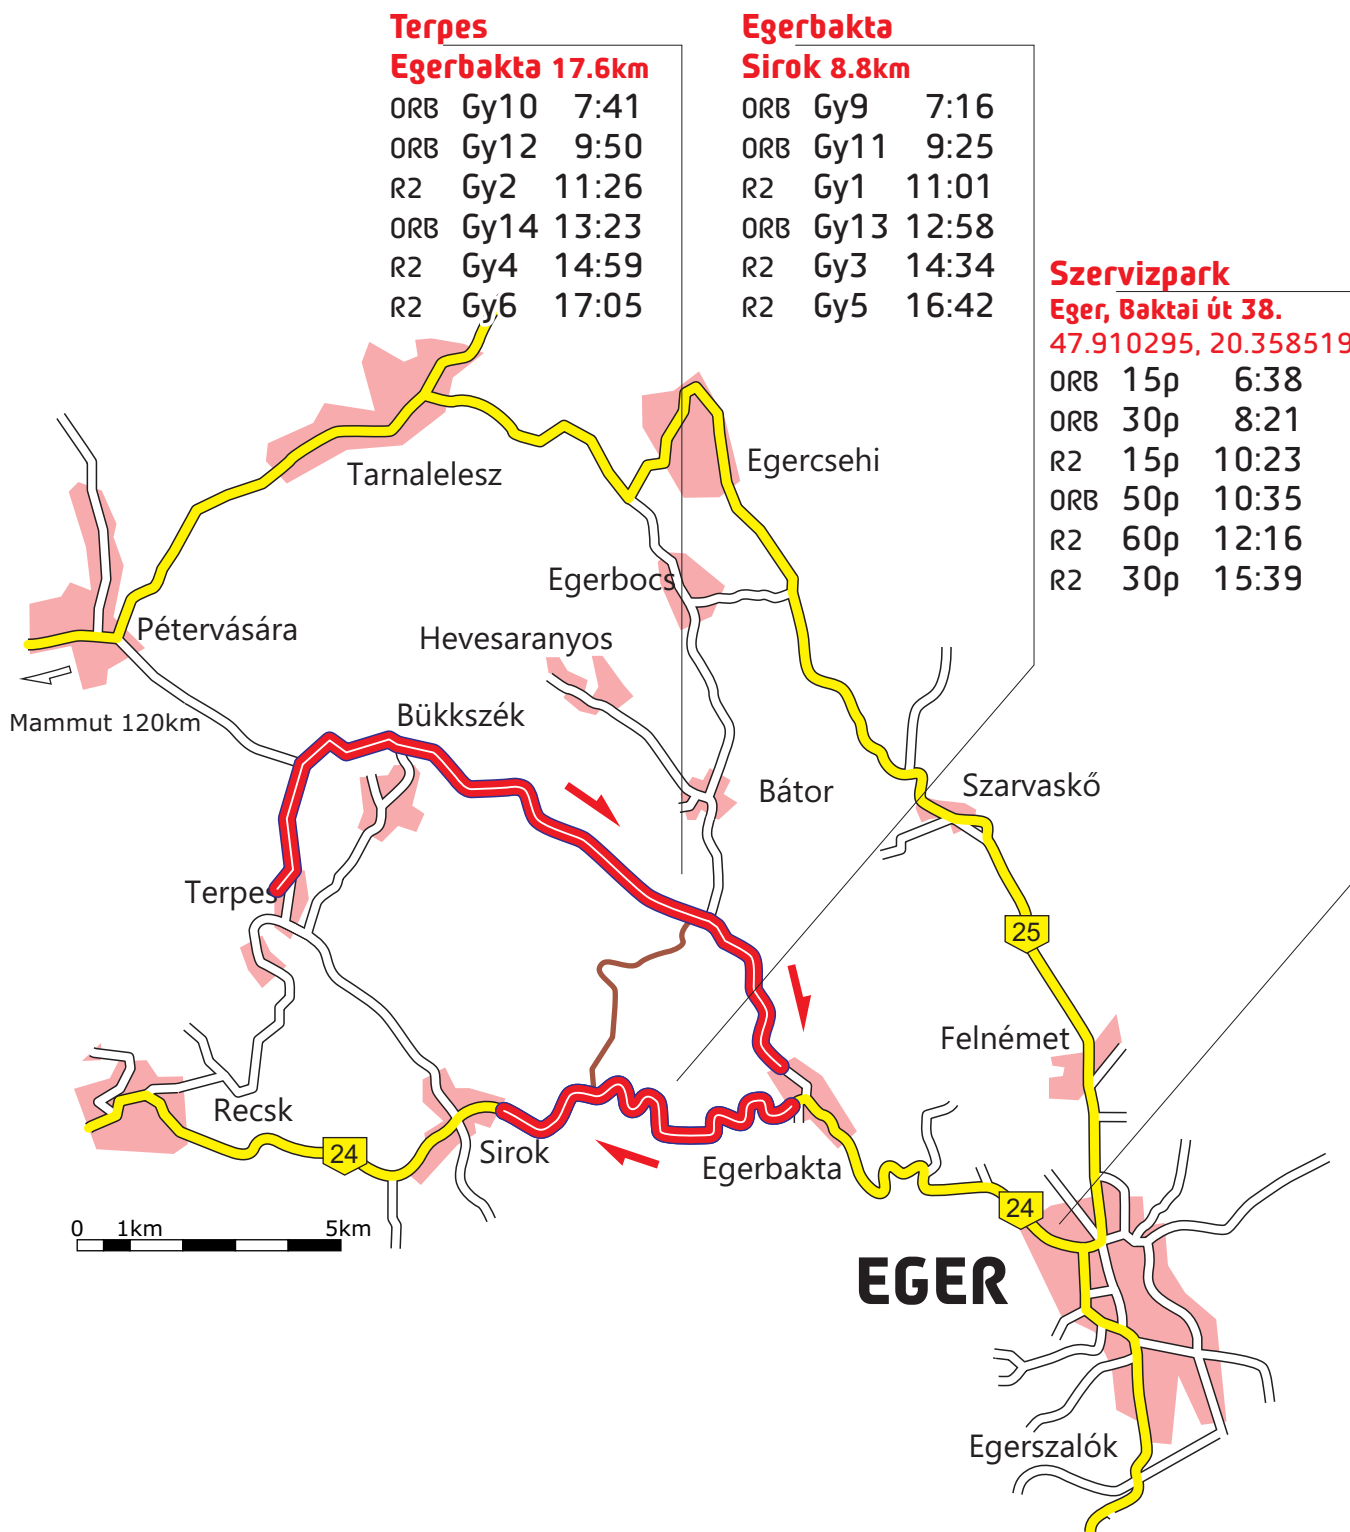 Terpes
Egerbakta 17.6km
ORB Gy10 7:41
ORB Gy12 9:50
R2 Gy2 11:26
ORB Gy14 13:23
R2 Gy4 14:59
R2 Gy6 17:05
Egerbakta
Sirok 8.8km
ORB Gy9 7:16
ORB Gy11 9:25
R2 Gy1 11:01
ORB Gy13 12:58
R2 Gy3 14:34
R2 Gy5 16:42
Szervizpark
Eger, Baktai út 38.
47.910295, 20.358519
ORB 15p 6:38
ORB 30p 8:21
R2 15p 10:23
ORB 50p 10:35
R2 60p 12:16
R2 30p 15:39
Tarnalelesz
Egercsehi
Egerbocs
Pétervására
Hevesaranyos
Mammut 120km
Bükkszék
Bátor
Szarvaskő
Terpes
25
Felnémet
Recsk
24
Sirok
Egerbakta
24
0 1km 5km
EGER
Egerszalók